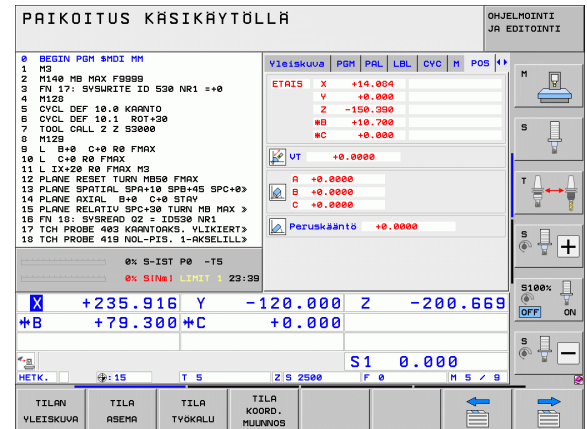 PAIKOITUS KÄSIKÄYTÖLLÄ
OHJELMOINTI
JA EDITOINTI
0 BEGIN PGM $MDI MM
1 M3
2 M140 MB MAX F9999
3 FN 17: SYSWRITE ID 530 NR1 =+0
4 M128
5 CYCL DEF 10.0 KAANTO
6 CYCL DEF 10.1 ROT+30
7 TOOL CALL 2 Z S3000
8 M129
9 L B+0 C+0 R0 FMAX
10 L C+0 R0 FMAX
11 L IX+20 R0 FMAX M3
12 PLANE RESET TURN MB50 FMAX
13 PLANE SPATIAL SPA+10 SPB+45 SPC+0»
14 PLANE AXIAL B+0 C+0 STAY
15 PLANE RELATIV SPC+30 TURN MB MAX »
16 FN 18: SYSREAD Q2 = ID530 NR1
17 TCH PROBE 403 KAANTOAKS. YLIKIERT»
18 TCH PROBE 419 NOL-PIS. 1-AKSELILL»
Yleiskuva PGM PAL LBL CYC M POS
ETAIS X +14.084
Y +0.000
Z -150.390
*B +10.700
*C +0.000
VT +0.0000
A +0.0000
B +0.0000
C +0.0000
Peruskääntö +0.0000
0% S-IST P0 -T5
0% S[Nm] LIMIT 1 23:39
X +235.916 Y -120.000 Z -200.669
*B +79.300 *C +0.000
S1 0.000
HETK. :15 T 5 Z S 2500 F 0 M 5 / 9
M
S
T
S
S100%
OFF ON
S
TILAN
YLEISKUVA
TILA
ASEMA
TILA
TYÖKALU
TILA
KOORD.
MUUNNOS